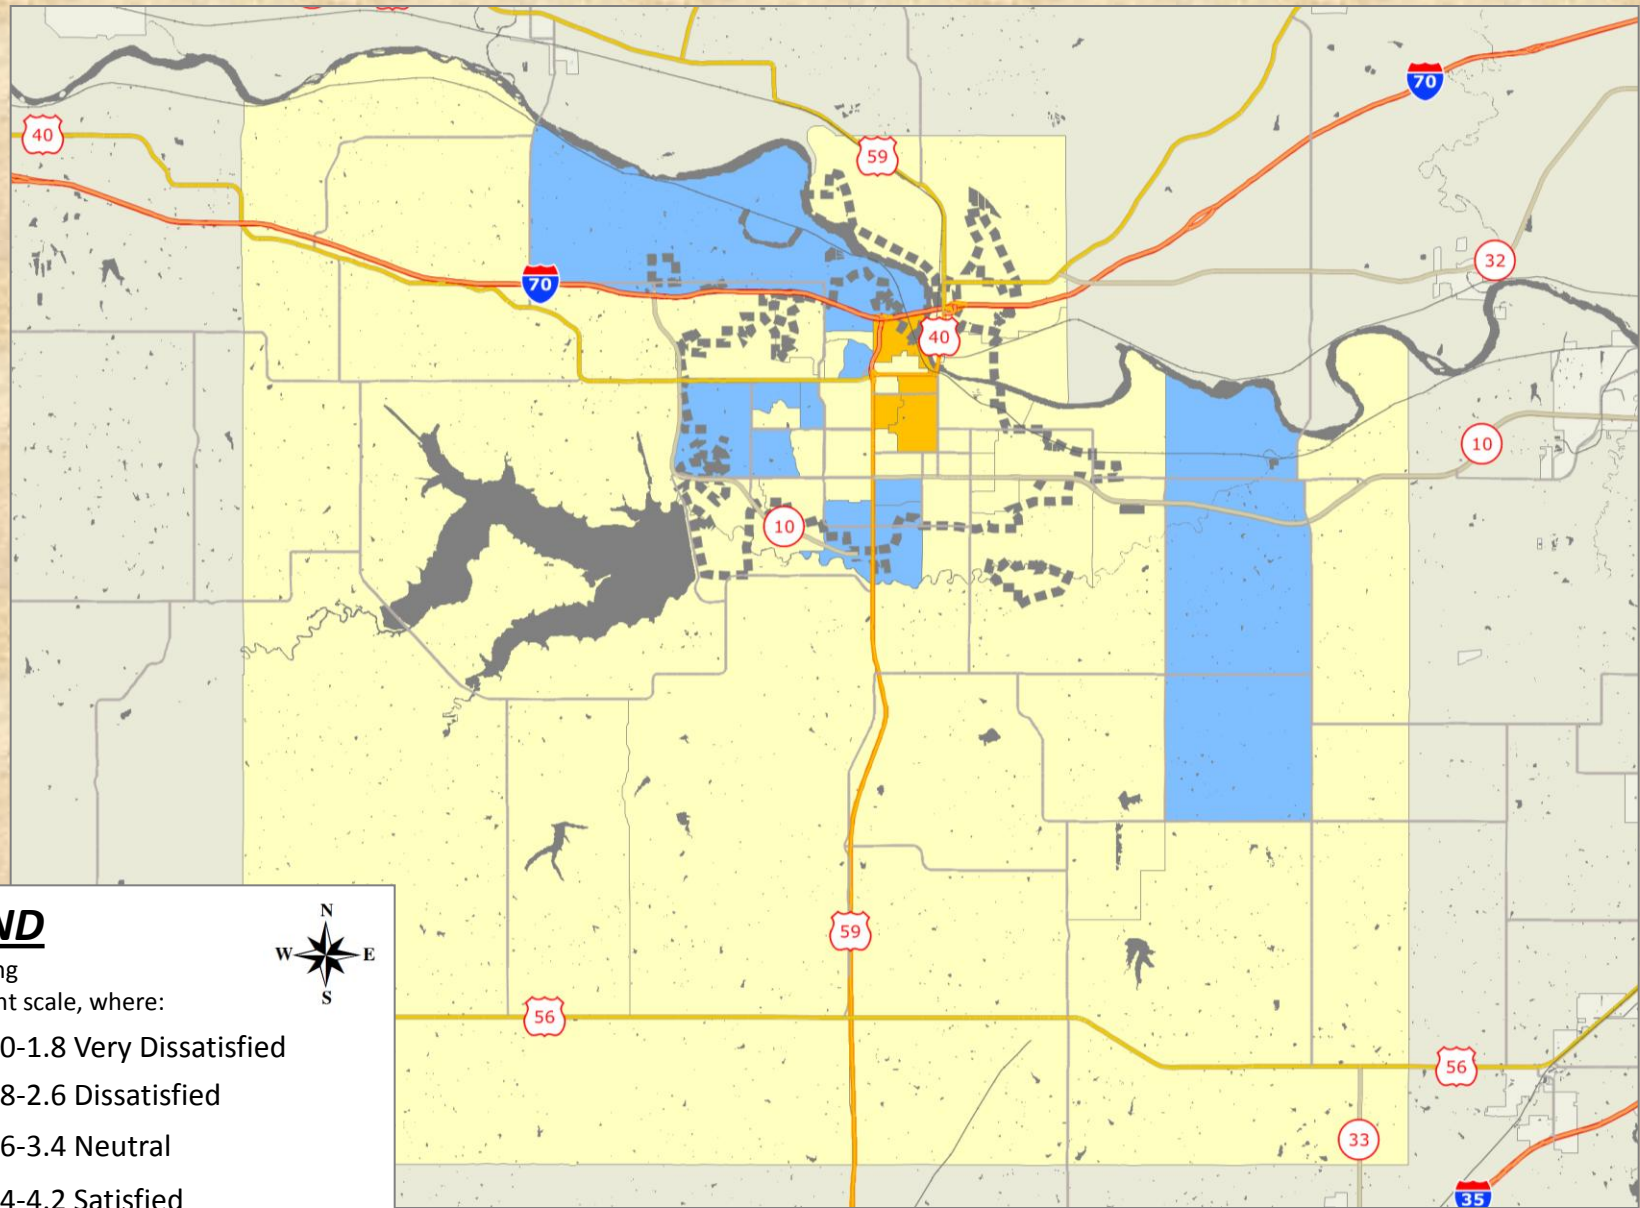 70
40
59
32
70
40
10
10
ND
N
W E
S
ng
nt scale, where:
0-1.8 Very Dissatisfied
8-2.6 Dissatisfied
6-3.4 Neutral
4-4.2 Satisfied
59
56
56
33
35